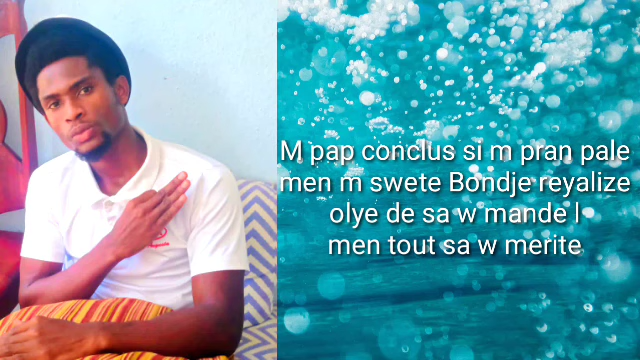 M pap conclus si m pran pale
men m swete Bondje reyalize
olye de sa w mande l
men tout sa w merite